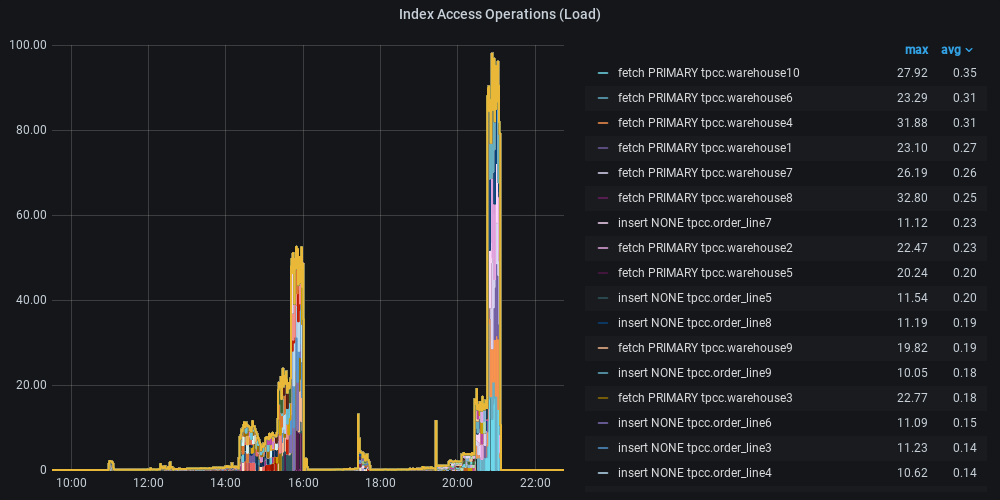 Index Access Operations (Load)
100.00
80.00
60.00
40.00
20.00
0
10:00 12:00 14:00 16:00 18:00 20:00 22:00
max avg
fetch PRIMARY tpcc.warehouse10 27.92 0.35
fetch PRIMARY tpcc.warehouse6 23.29 0.31
fetch PRIMARY tpcc.warehouse4 31.88 0.31
fetch PRIMARY tpcc.warehouse1 23.10 0.27
fetch PRIMARY tpcc.warehouse7 26.19 0.26
fetch PRIMARY tpcc.warehouse8 32.80 0.25
insert NONE tpcc.order_line7 11.12 0.23
fetch PRIMARY tpcc.warehouse2 22.47 0.23
fetch PRIMARY tpcc.warehouse5 20.24 0.20
insert NONE tpcc.order_line5 11.54 0.20
insert NONE tpcc.order_line8 11.19 0.19
fetch PRIMARY tpcc.warehouse9 19.82 0.19
insert NONE tpcc.order_line9 10.05 0.18
fetch PRIMARY tpcc.warehouse3 22.77 0.18
insert NONE tpcc.order_line6 11.09 0.15
insert NONE tpcc.order_line3 11.23 0.14
insert NONE tpcc.order_line4 10.62 0.14